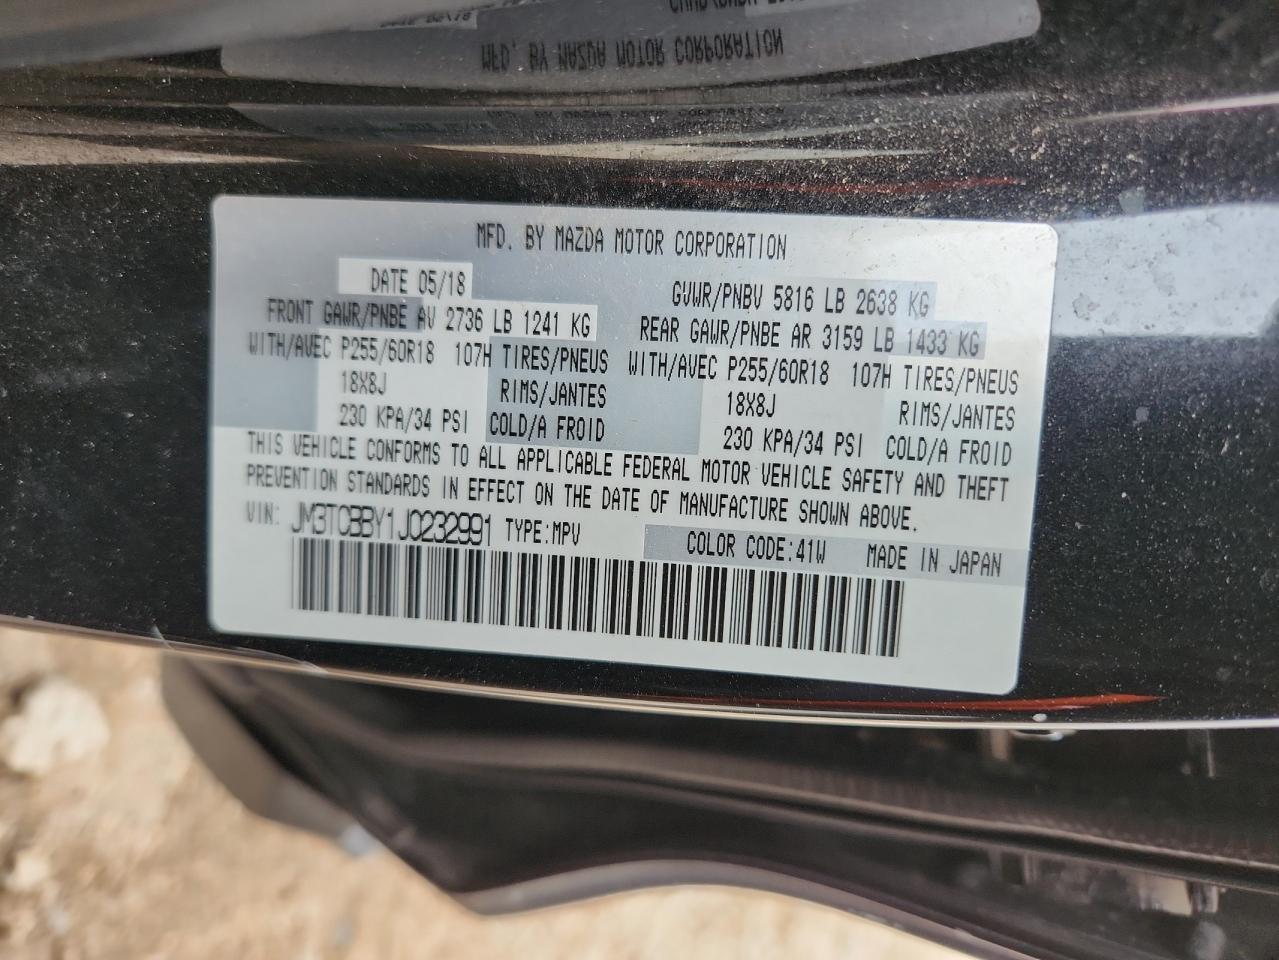 MFD. BY MAZDA MOTOR CORPORATION
MFD. BY MAZDA MOTOR CORPORATION
DATE 05/18 GVWR/PNBV 5816 LB 2638 KG
FRONT GAWR/PNBE AV 2736 LB 1241 KG REAR GAWR/PNBE AR 3159 LB 1433 KG
WITH/AVEC P255/60R18 107H TIRES/PNEUS WITH/AVEC P255/60R18 107H TIRES/PNEUS
18X8J RIMS/JANTES 18X8J RIMS/JANTES
230 KPA/34 PSI COLD/A FROID 230 KPA/34 PSI COLD/A FROID
THIS VEHICLE CONFORMS TO ALL APPLICABLE FEDERAL MOTOR VEHICLE SAFETY AND THEFT
PREVENTION STANDARDS IN EFFECT ON THE DATE OF MANUFACTURE SHOWN ABOVE.
VIN: JM3TCBBY1J0232991 TYPE:MPV COLOR CODE:41W MADE IN JAPAN